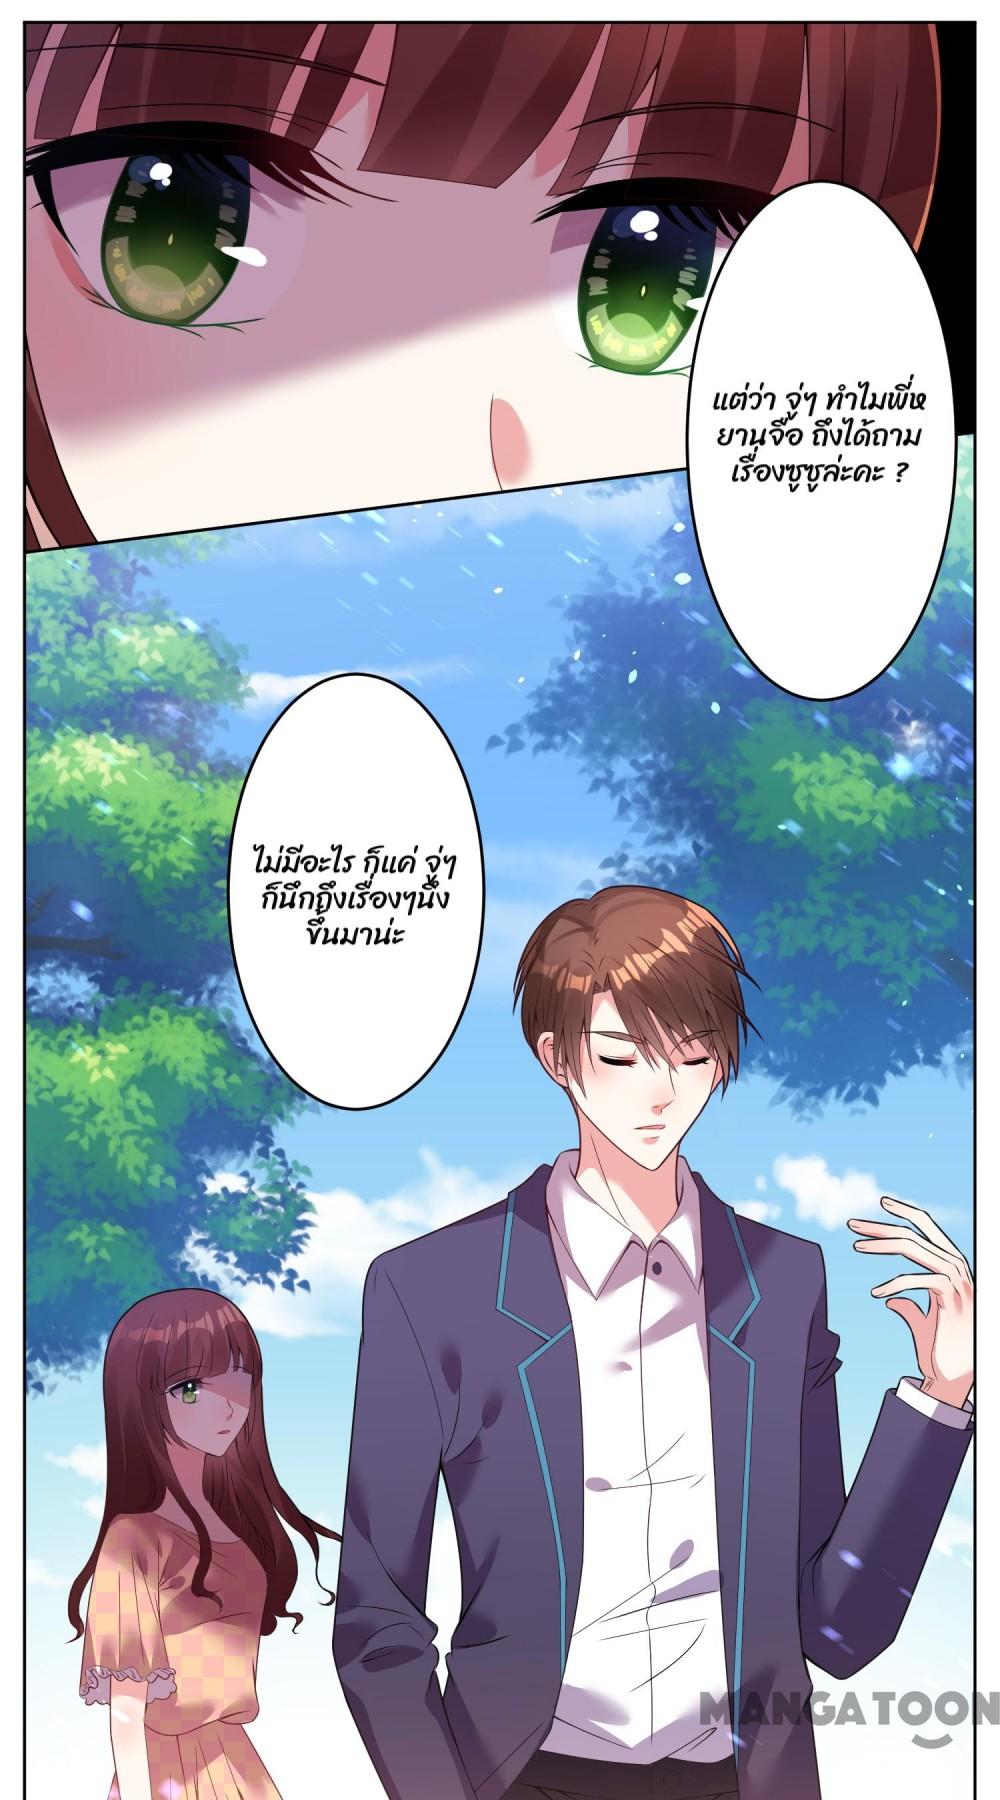 แต่ว่า จู่ๆ ทำไมพี่ห
ยานจือ ถึงได้ถาม
เรื่องซูซูล่ะคะ ?
ไม่มีอะไร ก็แค่ จู่ๆ
ก็นึกถึงเรื่องๆนึง
ขึ้นมาน่ะ
MANGATOON